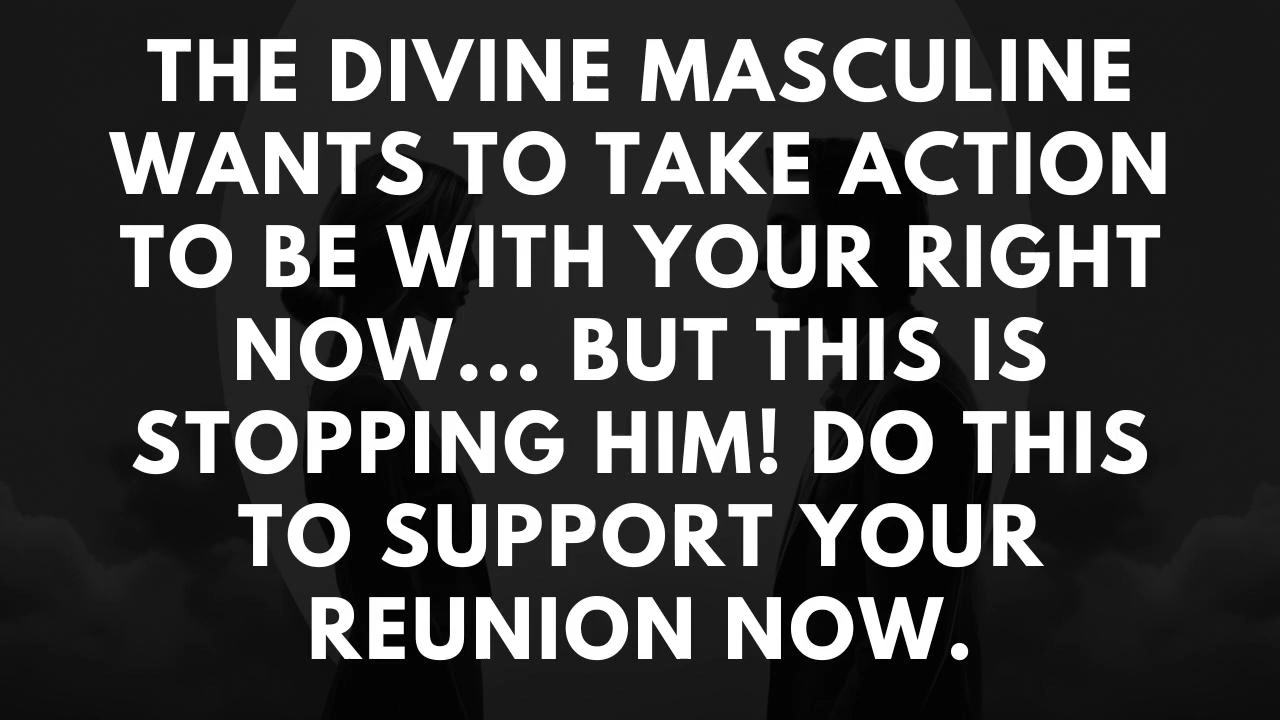 THE DIVINE MASCULINE
WANTS TO TAKE ACTION
TO BE WITH YOUR RIGHT
NOW... BUT THIS IS
STOPPING HIM! DO THIS
TO SUPPORT YOUR
REUNION NOW.